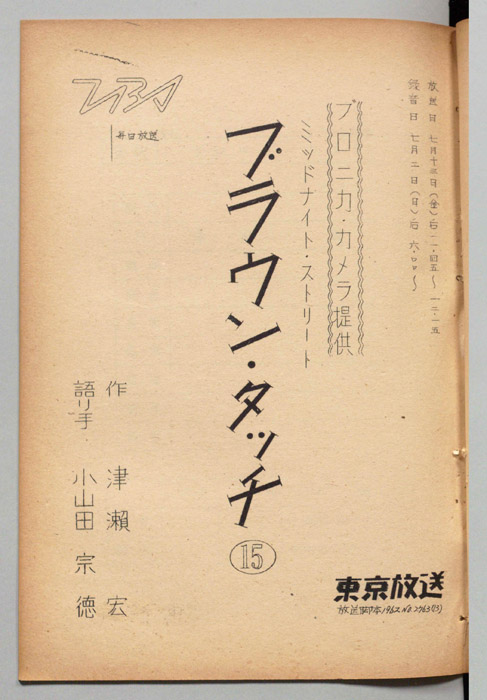 放送日 七月十三日(金)后一一・四五〜一二・一五
録音日 七月二日(日)后六・〇〇〜
ブロニカ・カメラ提供
ミッドナイト・ストリート
ブラウン・タッチ
⑮
毎日放送
作 津瀬 宏
語り手 小山田 宗徳
東京放送
放送脚本1962 No.2963(15)